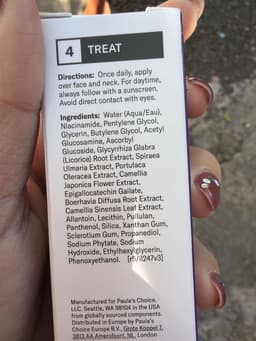 4 TREAT
Directions: Once daily, apply
over face and neck. For daytime,
always follow with a sunscreen.
Avoid direct contact with eyes.
Ingredients: Water (Aqua/Eau),
Niacinamide, Pentylene Glycol,
Glycerin, Butylene Glycol, Acetyl
Glucosamine, Ascorbyl
Glucoside, Glycyrrhiza Glabra
(Licorice) Root Extract, Spiraea
Ulmaria Extract, Portulaca
Oleracea Extract, Camellia
Japonica Flower Extract,
Epigallocatechin Gallate,
Boerhavia Diffusa Root Extract,
Camellia Sinensis Leaf Extract,
Allantoin, Lecithin, Pullulan,
Panthenol, Silica, Xanthan Gum,
Sclerotium Gum, Propanediol,
Sodium Phytate, Sodium
Hydroxide, Ethylhexylglycerin,
Phenoxyethanol.
Manufactured for Paula's Choice,
LLC. Seattle, WA 98104 in the USA
from globally sourced components.
Distributed in Europe by Paula's
Choice Europe B.V., Grote Koppel 7,
3813 AA Amersfoort, NL, London